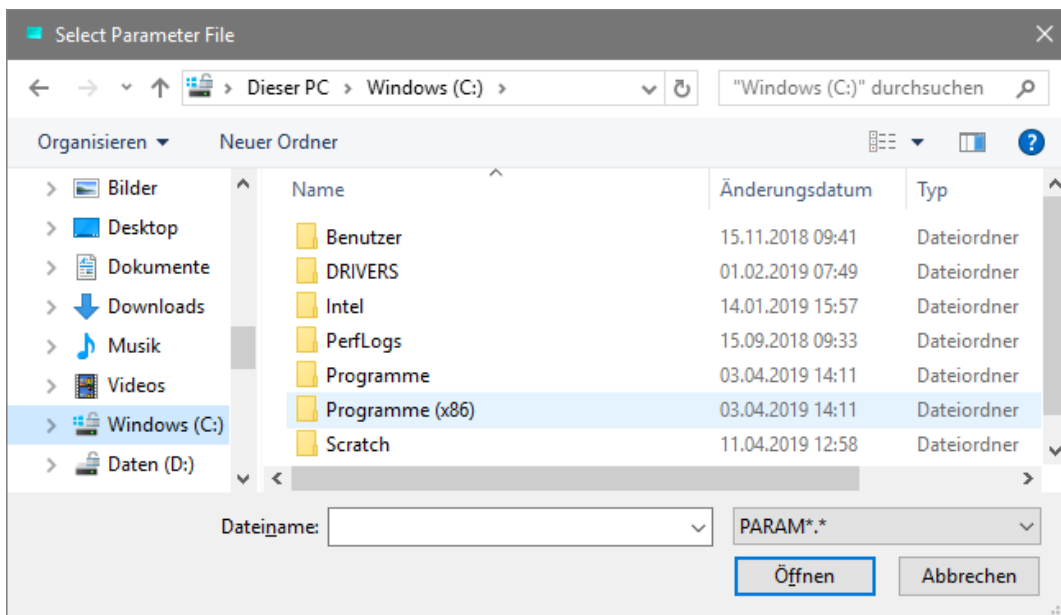 Select Parameter File
Dieser PC > Windows (C:) >
"Windows (C:)" durchsuchen
Organisieren
Neuer Ordner
Name
Änderungsdatum
Typ
Bilder
Desktop
Dokumente
Downloads
Musik
Videos
Windows (C:)
Daten (D:)
Benutzer 15.11.2018 09:41 Dateiordner
DRIVERS 01.02.2019 07:49 Dateiordner
Intel 14.01.2019 15:57 Dateiordner
PerfLogs 15.09.2018 09:33 Dateiordner
Programme 03.04.2019 14:11 Dateiordner
Programme (x86) 03.04.2019 14:11 Dateiordner
Scratch 11.04.2019 12:58 Dateiordner
Dateiname:
PARAM*.*
Öffnen
Abbrechen